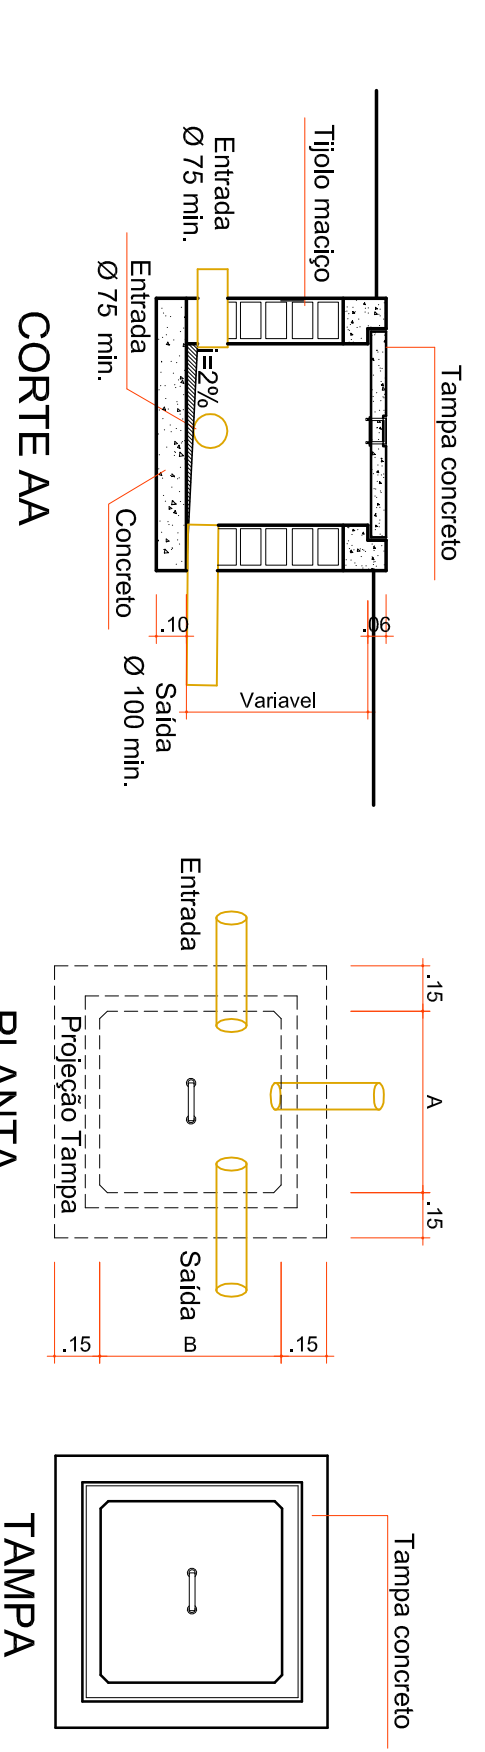 Tampa concreto
Tijolo maciço
Entrada
Ø 75 min.
i=2%
Entrada
Ø 75 min.
Concreto
.10
.06
Saída
Ø 100 min.
Variavel
CORTE AA
.15
A
.15
Entrada
Projeção Tampa
Saída
.15
B
.15
PLANTA
Tampa concreto
TAMPA